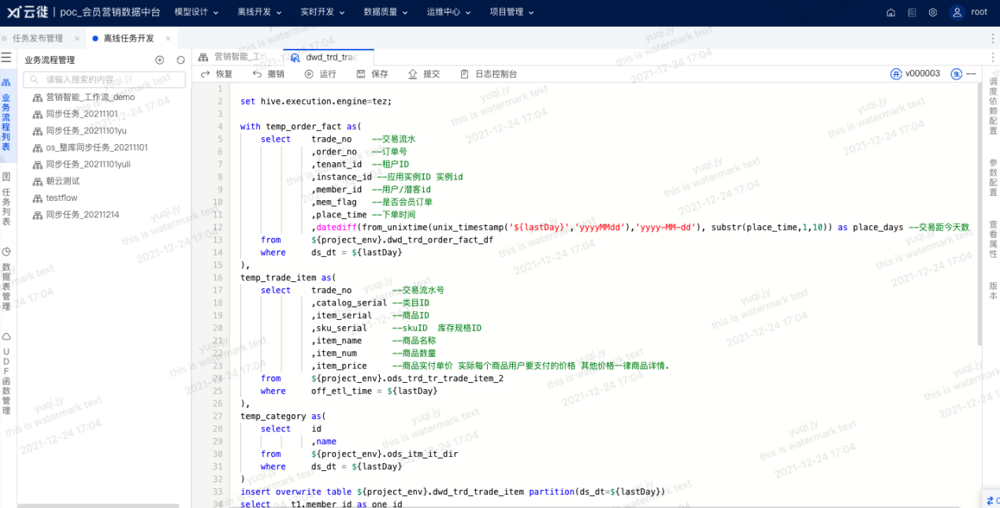 云徙 | poc_会员营销数据中台 模型设计 离线开发 实时开发 数据质量 运维中心 项目管理 root
任务发布管理 × 离线任务开发 ×
业务流程管理
请输入搜索的内容
营销智能_工作流_demo
同步任务_20211101
同步任务_20211101yu
os_整库同步任务_20211101
同步任务_20211101yuli
朝云测试
testflow
同步任务_20211214
业务流程列表
任务列表
数据表管理
UDF函数管理
营销智能_工作 dwd_trd_trad
恢复 撤销 运行 保存 提交 日志控制台 开 v000003 生 --
1
2 set hive.execution.engine=tez;
3
4 with temp_order_fact as(
5 select trade_no --交易流水
6 ,order_no --订单号
7 ,tenant_id --租户ID
8 ,instance_id --应用实例ID 实例id
9 ,member_id --用户/潜客id
10 ,mem_flag --是否会员订单
11 ,place_time --下单时间
12 ,datediff(from_unixtime(unix_timestamp('${lastDay}','yyyyMMdd'),'yyyy-MM-dd'), substr(place_time,1,10)) as place_days --交易距今天数
13 from ${project_env}.dwd_trd_order_fact_df
14 where ds_dt = ${lastDay}
15 ),
16 temp_trade_item as(
17 select trade_no --交易流水号
18 ,catalog_serial --类目ID
19 ,item_serial --商品ID
20 ,sku_serial --skuID 库存规格ID
21 ,item_name --商品名称
22 ,item_num --商品数量
23 ,item_price --商品实付单价 实际每个商品用户要支付的价格 其他价格一律商品详情.
24 from ${project_env}.ods_trd_tr_trade_item_2
25 where off_etl_time = ${lastDay}
26 ),
27 temp_category as(
28 select id
29 ,name
30 from ${project_env}.ods_itm_it_dir
31 where ds_dt = ${lastDay}
32 )
33 insert overwrite table ${project_env}.dwd_trd_trade_item partition(ds_dt=${lastDay})
34 select t1.member_id as one_id
调度依赖配置
参数配置
查看属性
版本
yuqi.jy
this is watermark text
2021-12-24 17:04